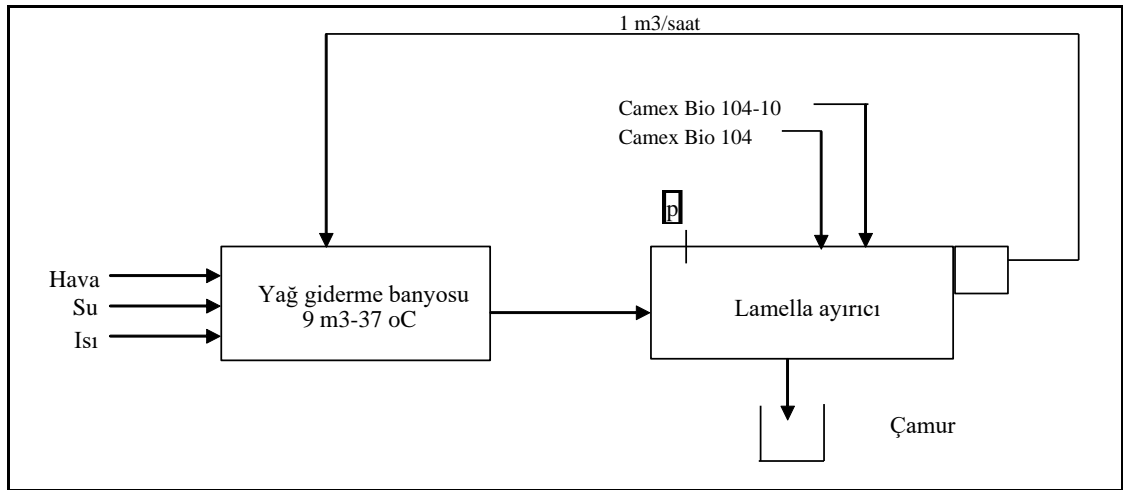 1 m3/saat
Camex Bio 104-10
Camex Bio 104
p
Hava
Su
Isı
Yağ giderme banyosu
9 m3-37 oC
Lamella ayırıcı
Çamur